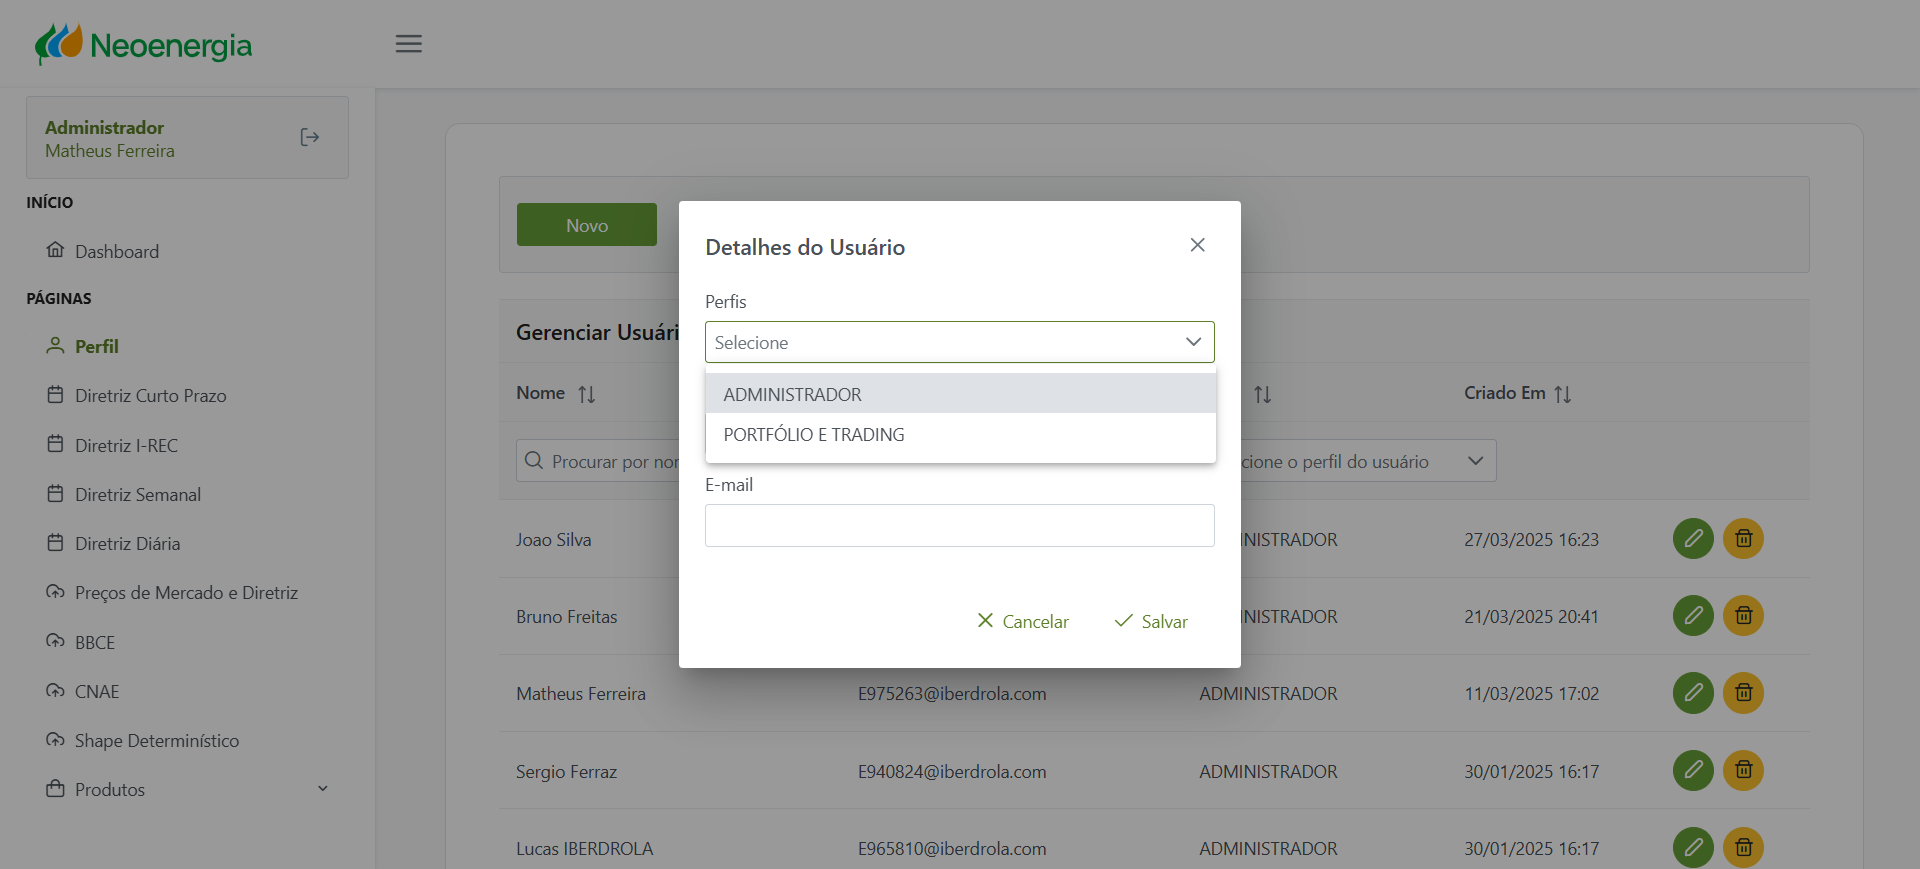 Neoenergia
Administrador
Matheus Ferreira
INÍCIO
Dashboard
PÁGINAS
Perfil
Diretriz Curto Prazo
Diretriz I-REC
Diretriz Semanal
Diretriz Diária
Preços de Mercado e Diretriz
BBCE
CNAE
Shape Determinístico
Produtos
Novo
Gerenciar Usuári
Nome Criado Em
Procurar por nor cione o perfil do usuário
Joao Silva NISTRADOR 27/03/2025 16:23
Bruno Freitas NISTRADOR 21/03/2025 20:41
Matheus Ferreira E975263@iberdrola.com ADMINISTRADOR 11/03/2025 17:02
Sergio Ferraz E940824@iberdrola.com ADMINISTRADOR 30/01/2025 16:17
Lucas IBERDROLA E965810@iberdrola.com ADMINISTRADOR 30/01/2025 16:17
Detalhes do Usuário
Perfis
Selecione
ADMINISTRADOR
PORTFÓLIO E TRADING
E-mail
Cancelar Salvar